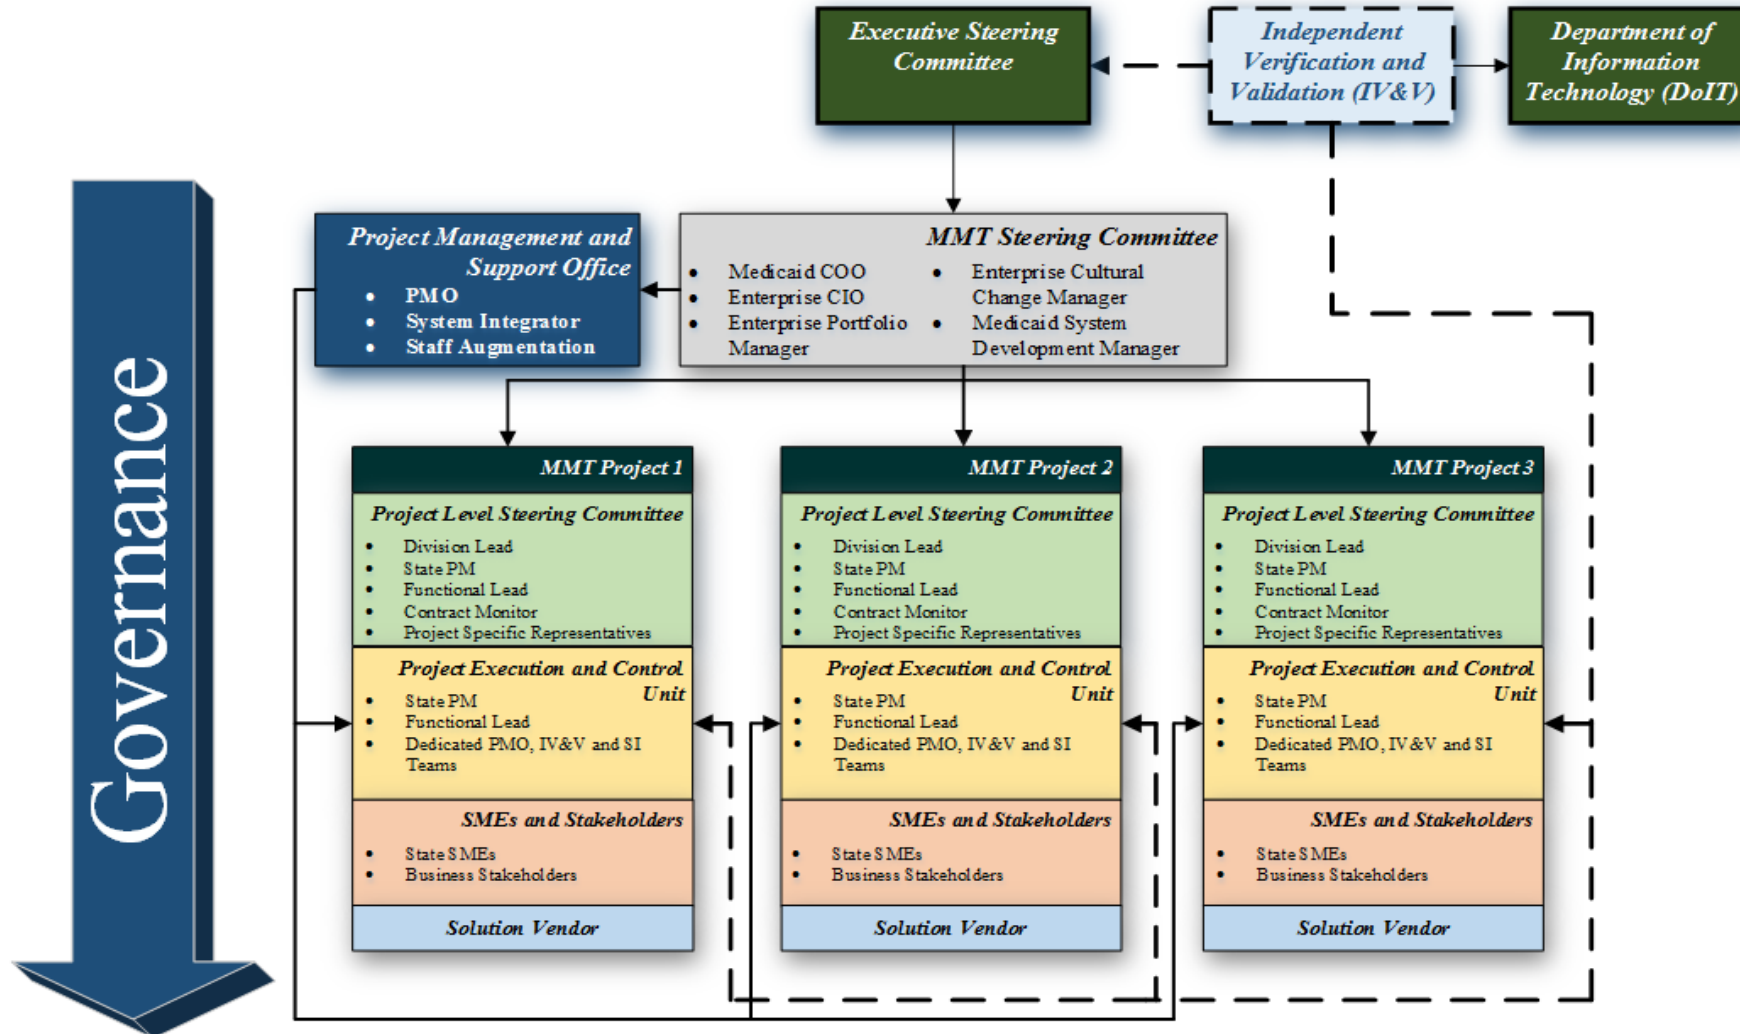 Executive Steering
Committee
Independent
Verification and
Validation (IV&V)
Department of
Information
Technology (DoIT)
Governance
Project Management and
Support Office
• PMO
• System Integrator
• Staff Augmentation
MMT Steering Committee
• Medicaid COO
• Enterprise CIO
• Enterprise Portfolio
Manager
• Enterprise Cultural
Change Manager
• Medicaid System
Development Manager
MMT Project 1
Project Level Steering Committee
• Division Lead
• State PM
• Functional Lead
• Contract Monitor
• Project Specific Representatives
Project Execution and Control
Unit
• State PM
• Functional Lead
• Dedicated PMO, IV&V and SI
Teams
SMEs and Stakeholders
• State SMEs
• Business Stakeholders
Solution Vendor
MMT Project 2
Project Level Steering Committee
• Division Lead
• State PM
• Functional Lead
• Contract Monitor
• Project Specific Representatives
Project Execution and Control
Unit
• State PM
• Functional Lead
• Dedicated PMO, IV&V and SI
Teams
SMEs and Stakeholders
• State SMEs
• Business Stakeholders
Solution Vendor
MMT Project 3
Project Level Steering Committee
• Division Lead
• State PM
• Functional Lead
• Contract Monitor
• Project Specific Representatives
Project Execution and Control
Unit
• State PM
• Functional Lead
• Dedicated PMO, IV&V and SI
Teams
SMEs and Stakeholders
• State SMEs
• Business Stakeholders
Solution Vendor